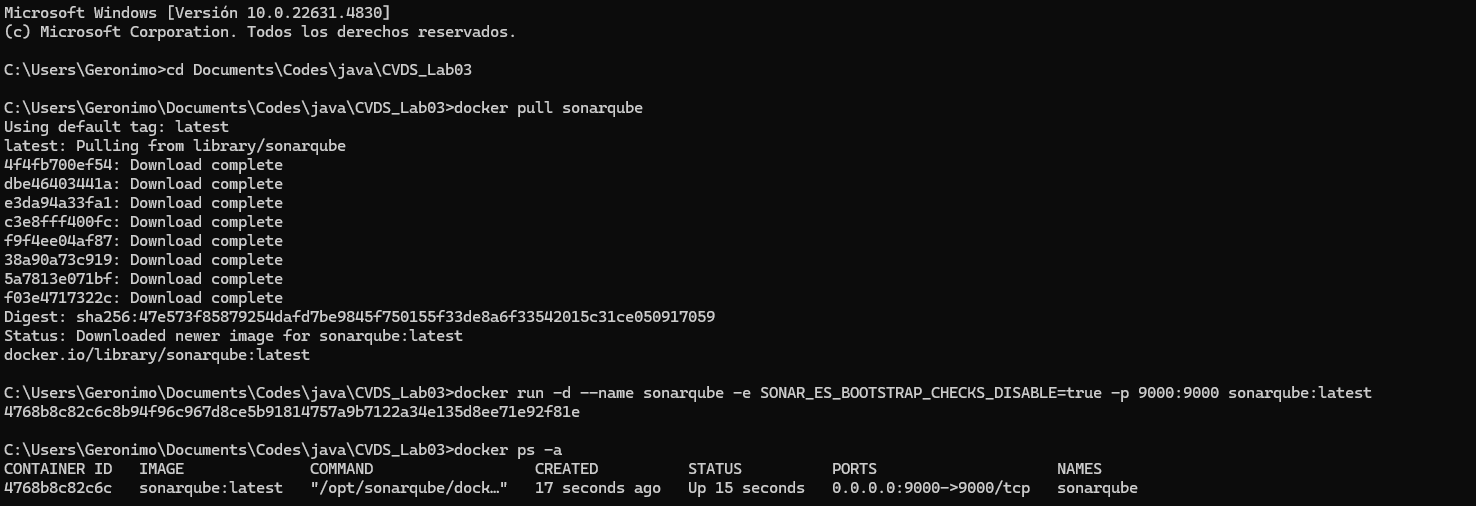 Microsoft Windows [Versión 10.0.22631.4830]
(c) Microsoft Corporation. Todos los derechos reservados.
C:\Users\Geronimo>cd Documents\Codes\java\CVDS_Lab03
C:\Users\Geronimo\Documents\Codes\java\CVDS_Lab03>docker pull sonarqube
Using default tag: latest
latest: Pulling from library/sonarqube
4f4fb700ef54: Download complete
dbe46403441a: Download complete
e3da94a33fa1: Download complete
c3e8fff400fc: Download complete
f9f4ee04af87: Download complete
38a90a73c919: Download complete
5a7813e071bf: Download complete
f03e4717322c: Download complete
Digest: sha256:47e573f85879254dafd7be9845f750155f33de8a6f33542015c31ce050917059
Status: Downloaded newer image for sonarqube:latest
docker.io/library/sonarqube:latest
C:\Users\Geronimo\Documents\Codes\java\CVDS_Lab03>docker run -d --name sonarqube -e SONAR_ES_BOOTSTRAP_CHECKS_DISABLE=true -p 9000:9000 sonarqube:latest
4768b8c82c6c8b94f96c967d8ce5b91814757a9b7122a34e135d8ee71e92f81e
C:\Users\Geronimo\Documents\Codes\java\CVDS_Lab03>docker ps -a
CONTAINER ID   IMAGE              COMMAND                  CREATED          STATUS          PORTS                    NAMES
4768b8c82c6c   sonarqube:latest   "/opt/sonarqube/dock…"   17 seconds ago   Up 15 seconds   0.0.0.0:9000->9000/tcp   sonarqube